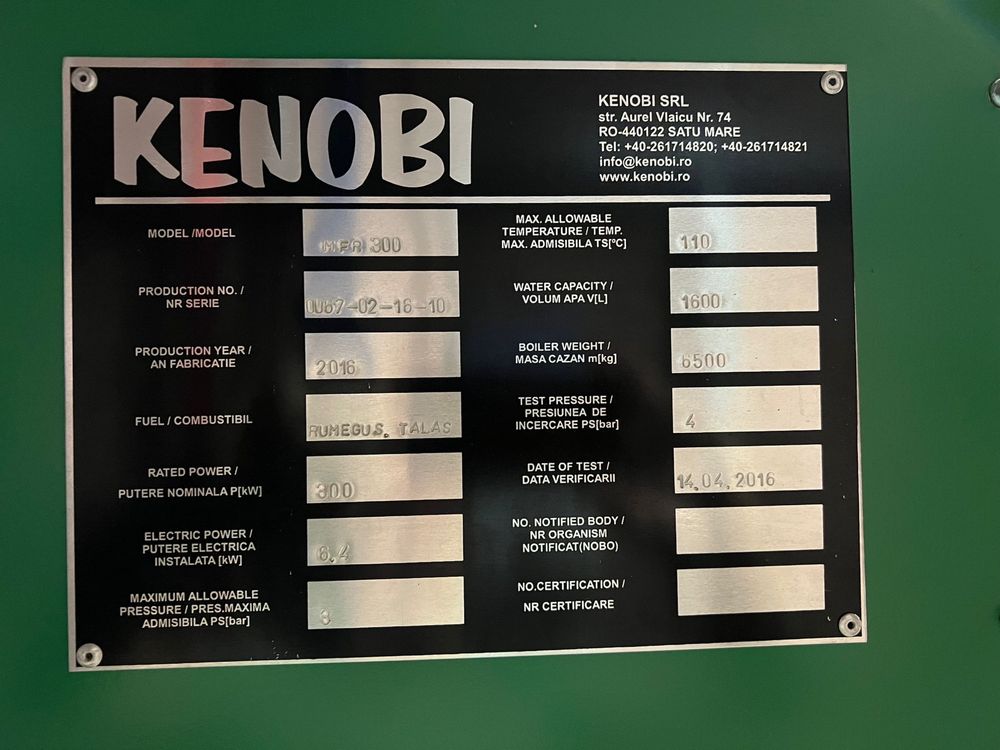 KENOBI
KENOBI SRL
str. Aurel Vlaicu Nr. 74
RO-440122 SATU MARE
Tel: +40-261714820; +40-261714821
info@kenobi.ro
www.kenobi.ro
MODEL /MODEL
300
PRODUCTION NO. /
NR SERIE
PRODUCTION YEAR /
AN FABRICATIE
2016
FUEL / COMBUSTIBIL
RUMEGUS, TALAS
RATED POWER /
PUTERE NOMINALA P[kW]
300
ELECTRIC POWER /
PUTERE ELECTRICA
INSTALATA [kW]
6,4
MAXIMUM ALLOWABLE
PRESSURE / PRES.MAXIMA
ADMISIBILA PS[bar]
MAX. ALLOWABLE
TEMPERATURE / TEMP.
MAX. ADMISIBILA TS[°C]
110
WATER CAPACITY /
VOLUM APA V[L]
1600
BOILER WEIGHT /
MASA CAZAN m[kg]
6500
TEST PRESSURE /
PRESIUNEA DE
INCERCARE PS[bar]
4
DATE OF TEST /
DATA VERIFICARII
14.04.2016
NO. NOTIFIED BODY /
NR ORGANISM
NOTIFICAT(NOBO)
NO.CERTIFICATION /
NR CERTIFICARE